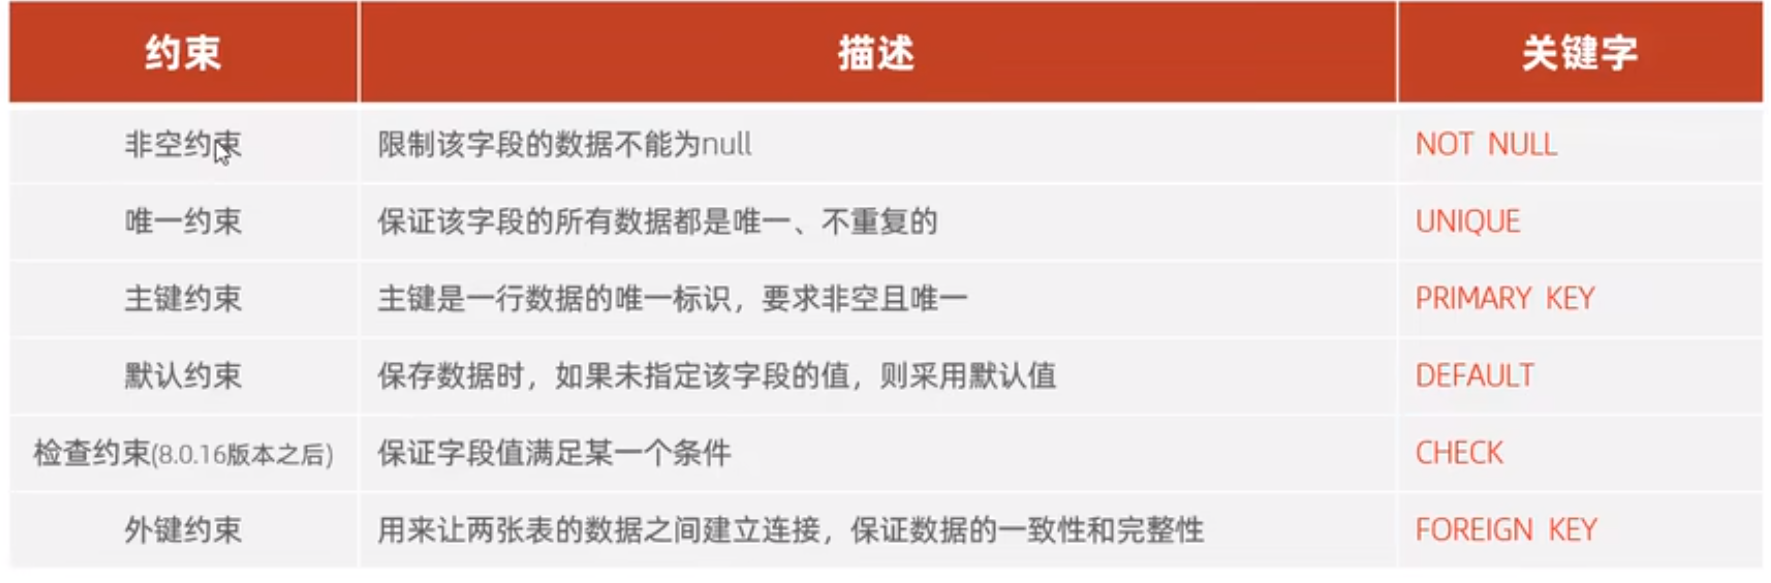 约束 描述 关键字
非空约束 限制该字段的数据不能为null NOT NULL
唯一约束 保证该字段的所有数据都是唯一、不重复的 UNIQUE
主键约束 主键是一行数据的唯一标识，要求非空且唯一 PRIMARY KEY
默认约束 保存数据时，如果未指定该字段的值，则采用默认值 DEFAULT
检查约束(8.0.16版本之后) 保证字段值满足某一个条件 CHECK
外键约束 用来让两张表的数据之间建立连接，保证数据的一致性和完整性 FOREIGN KEY